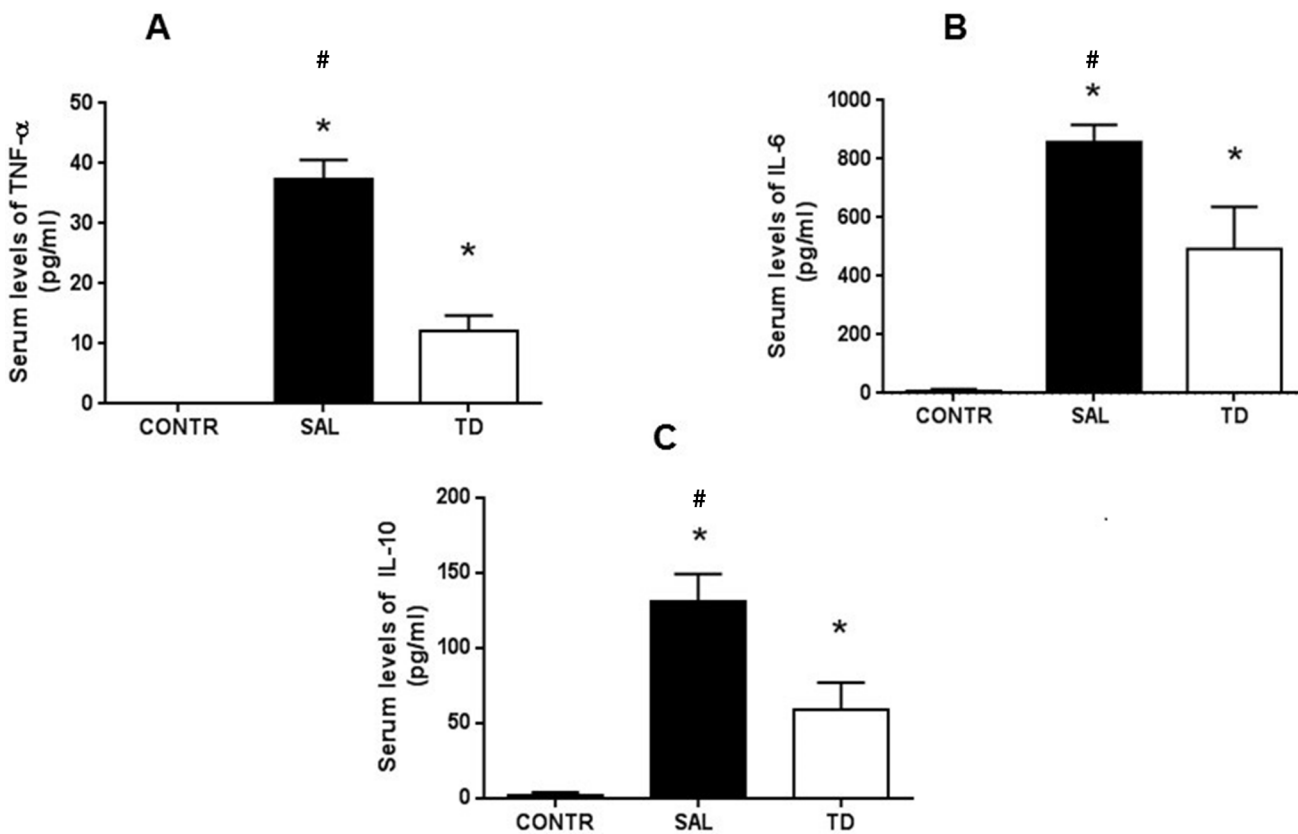 A
#
*
*
50
40
30
20
10
0
Serum levels of TNF-α
(pg/ml)
CONTR SAL TD
B
#
*
*
1000
800
600
400
200
0
Serum levels of IL-6
(pg/ml)
CONTR SAL TD
C
#
*
*
200
150
100
50
0
Serum levels of IL-10
(pg/ml)
CONTR SAL TD